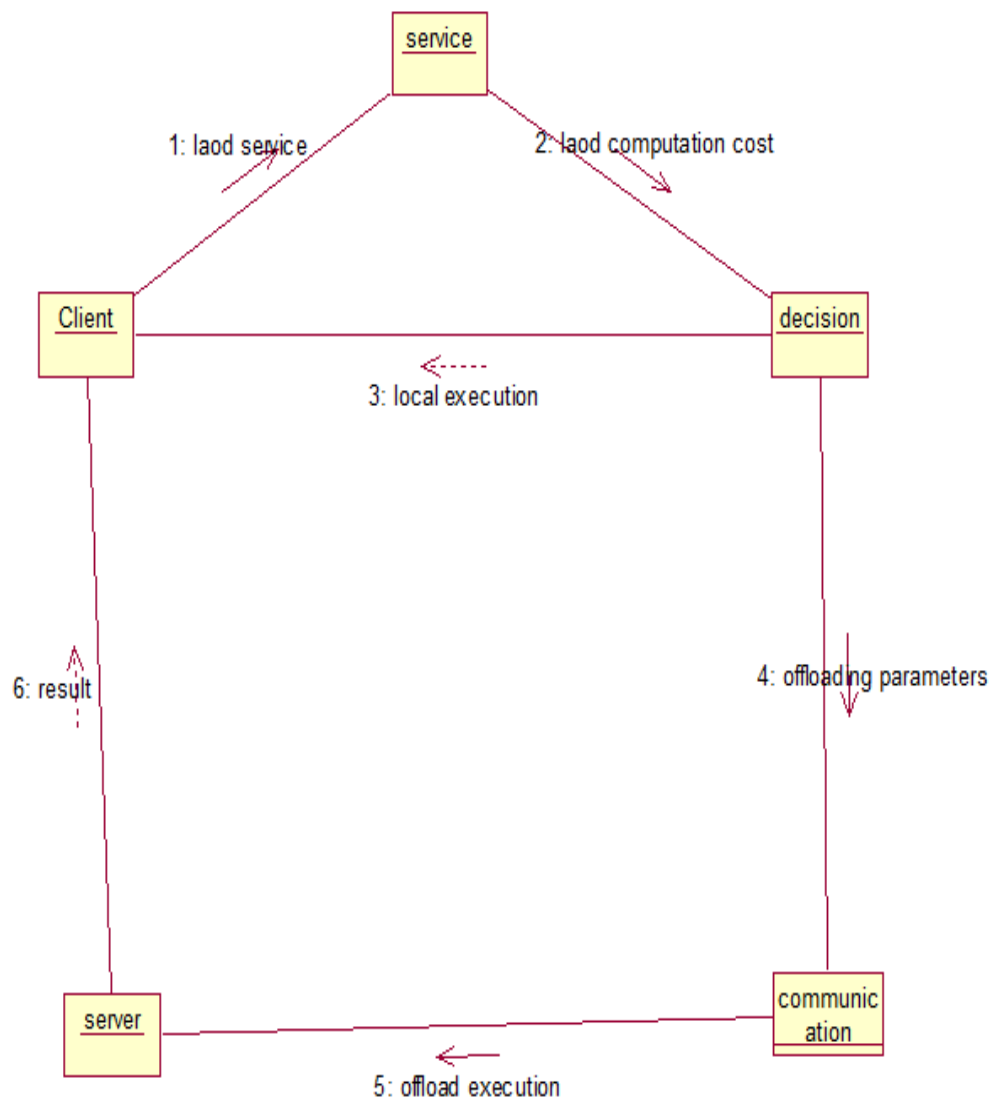 service
1: laod service
2: laod computation cost
Client
decision
3: local execution
4: offloading parameters
6: result
server
communic
ation
5: offload execution